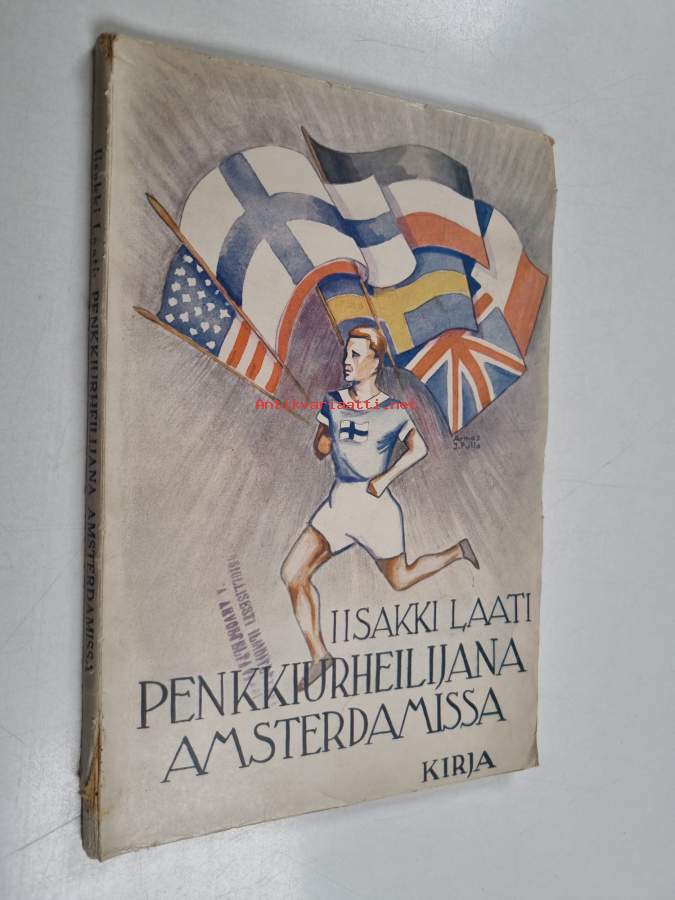 Iisakki Laati: PENKKIURHEILIJANA AMSTERDAMISSA
Antikvariaatti.net
Armas
J.Pulla
IISAKKI LAATI
PENKKIURHEILIJANA
AMSTERDAMISSA
KIRJA